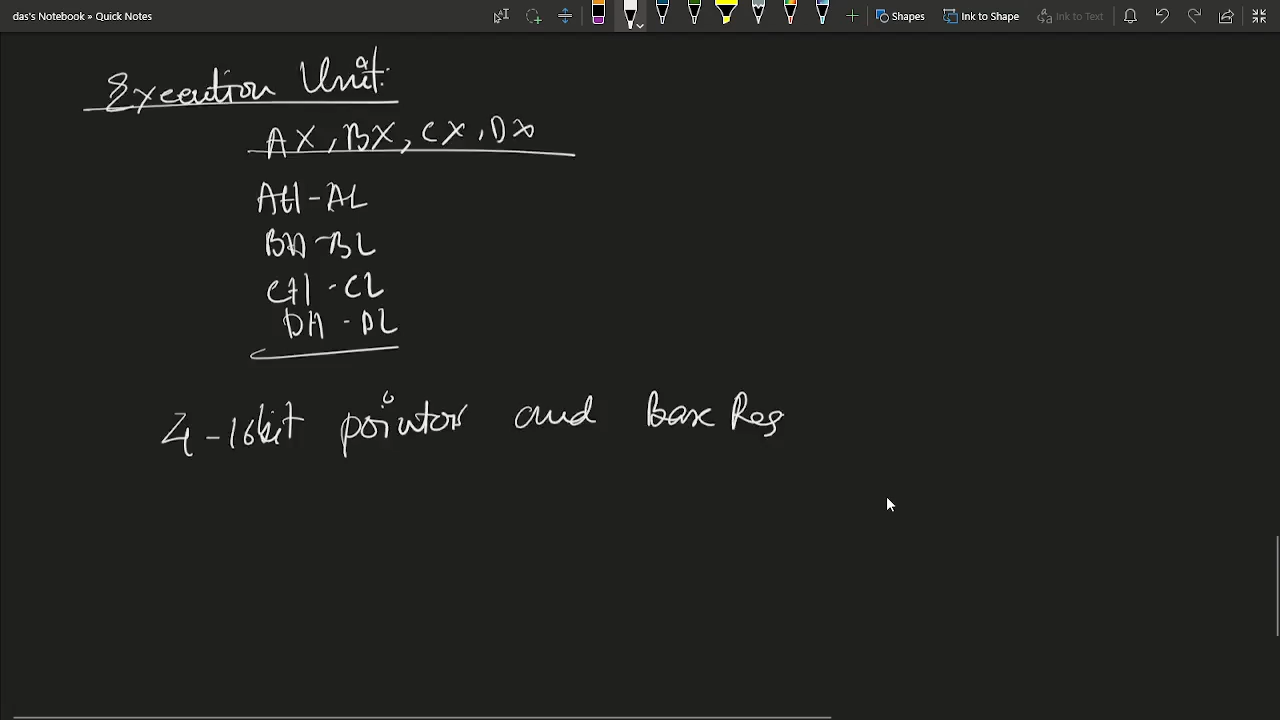 das's Notebook » Quick Notes
Shapes
Ink to Shape
Ink to Text
Execution Unit:
AX, BX, CX, DX
AH - AL
BH - BL
CH - CL
DH - DL
4 - 16bit pointor and Base Reg